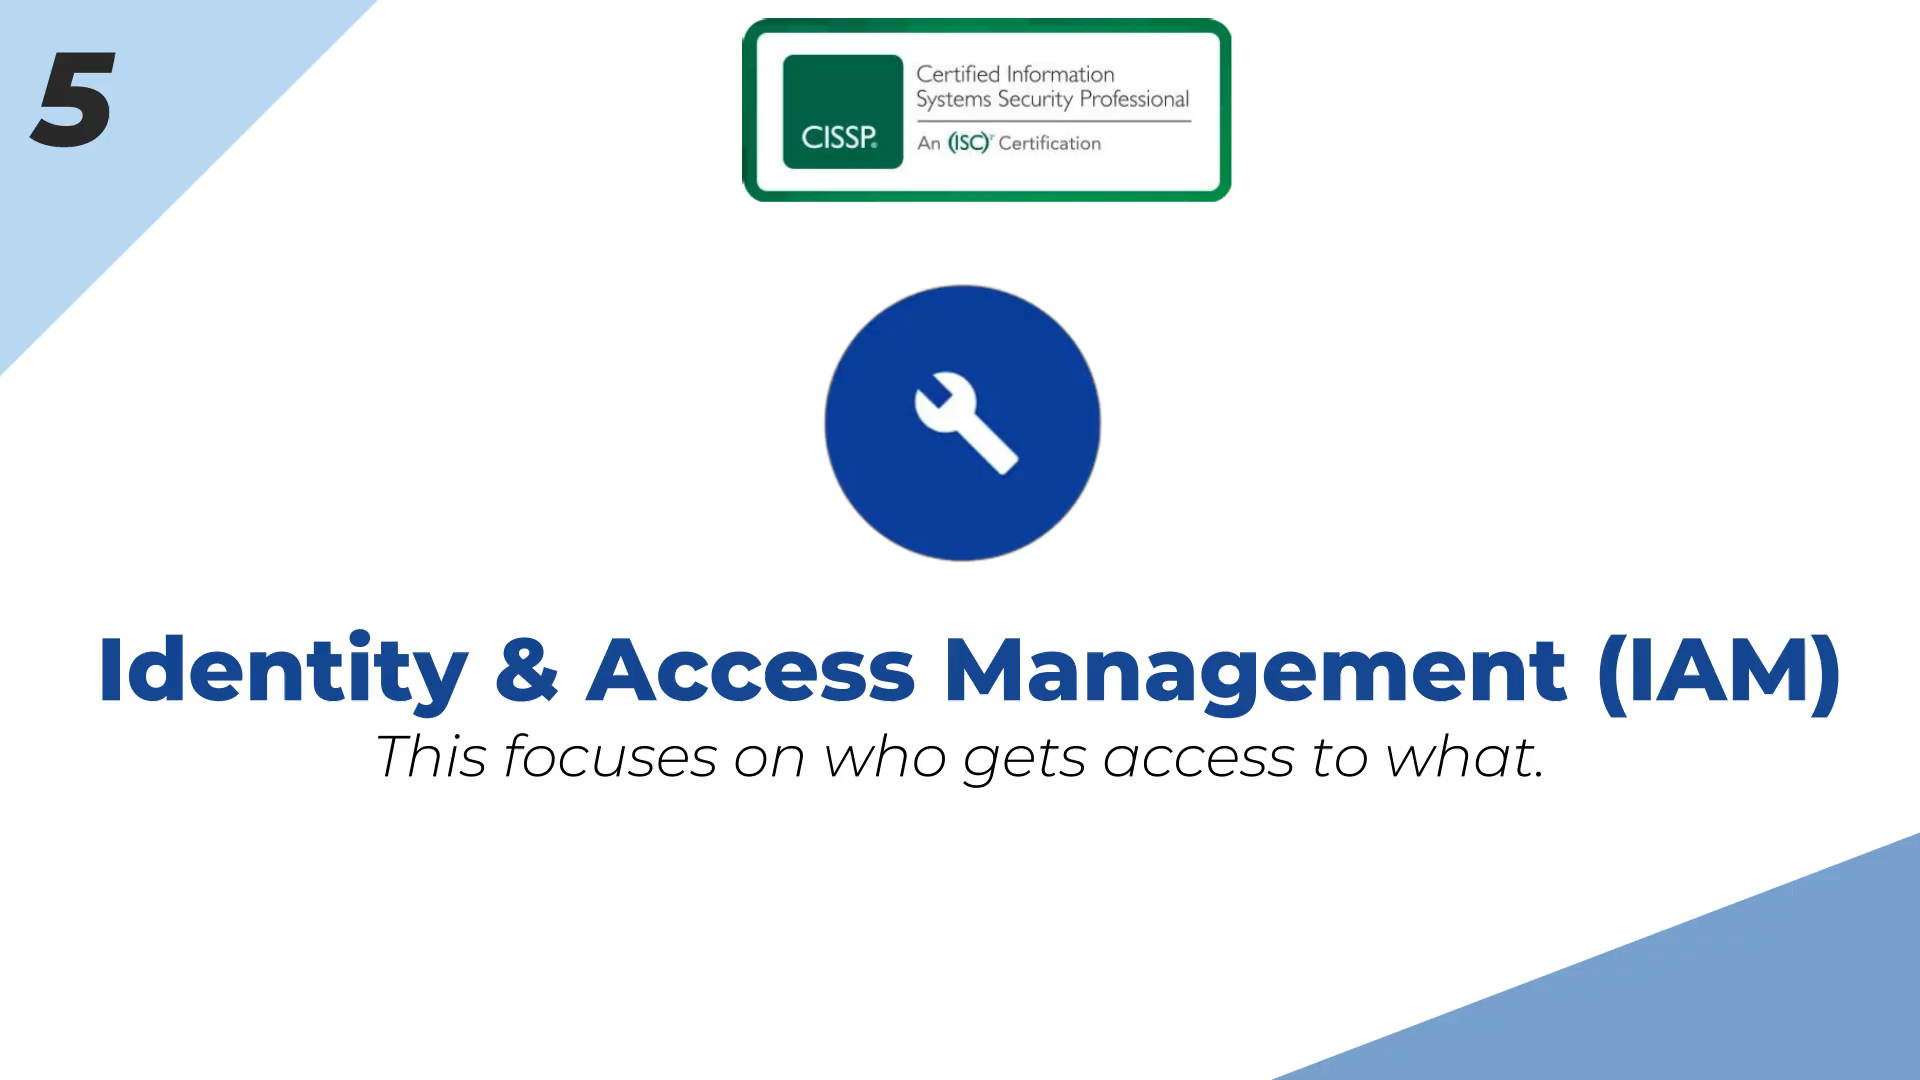 5
Certified Information
Systems Security Professional
CISSP®
An (ISC)² Certification
Identity & Access Management (IAM)
This focuses on who gets access to what.